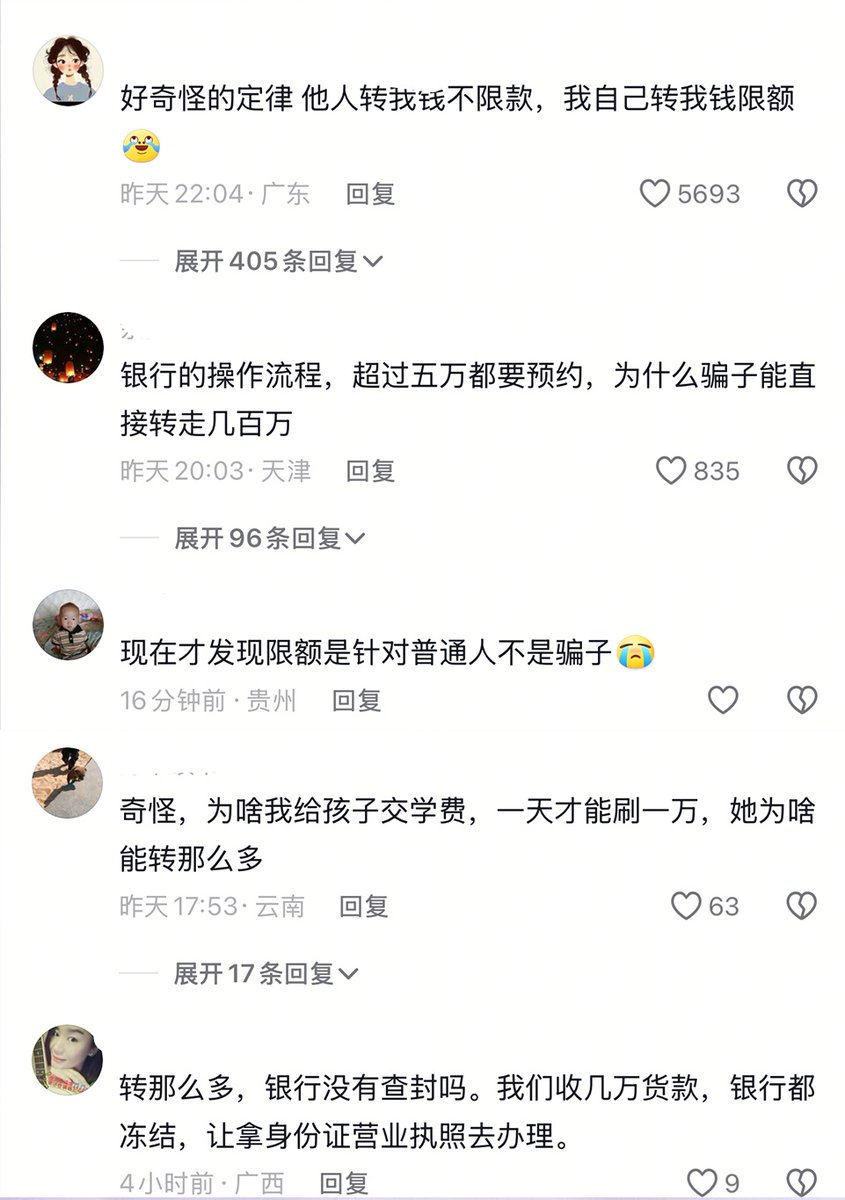 好奇怪的定律 他人转我钱不限款，我自己转我钱限额
昨天 22:04 · 广东 回复 5693
展开 405 条回复
银行的操作流程，超过五万都要预约，为什么骗子能直
接转走几百万
昨天 20:03 · 天津 回复 835
展开 96 条回复
现在才发现限额是针对普通人不是骗子
16 分钟前 · 贵州 回复
奇怪，为啥我给孩子交学费，一天才能刷一万，她为啥
能转那么多
昨天 17:53 · 云南 回复 63
展开 17 条回复
转那么多，银行没有查封吗。我们收几万货款，银行都
冻结，让拿身份证营业执照去办理。
4 小时前 · 广西 回复 9